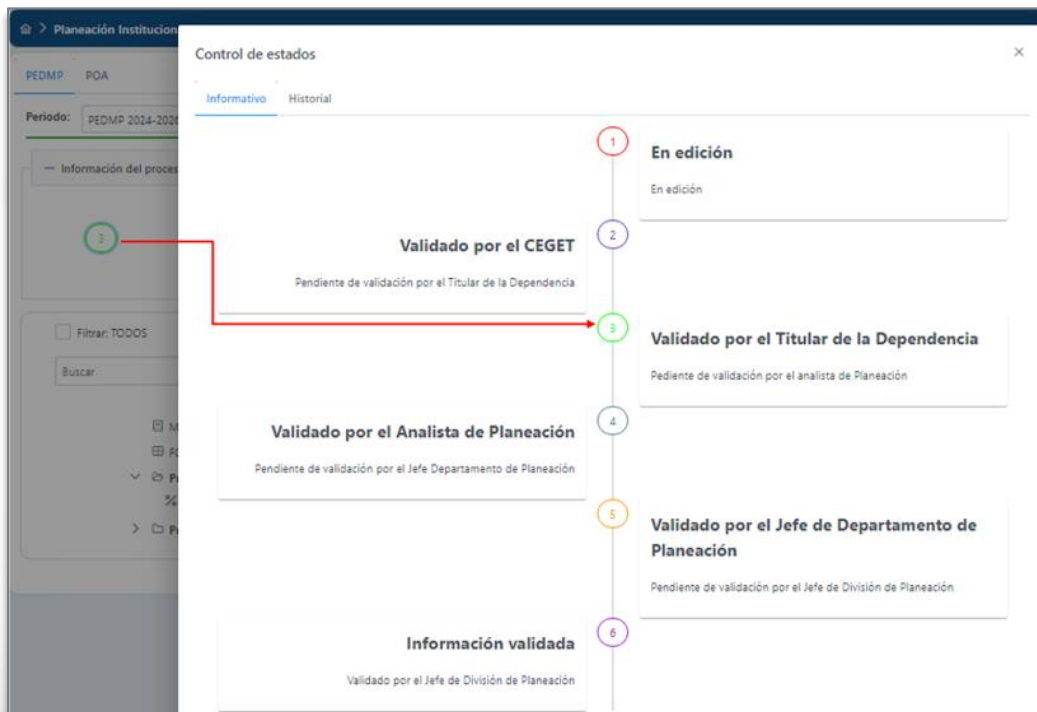 Planeación Institucion
Control de estados
PEDMP
POA
Informativo
Historial
Periodo:
PEDMP 2024-2026
Información del proces
1
En edición
En edición
2
Validado por el CEGET
Pendiente de validación por el Titular de la Dependencia
3
3
Validado por el Titular de la Dependencia
Pediente de validación por el analista de Planeación
Filtrar: TODOS
Buscar
4
Validado por el Analista de Planeación
Pendiente de validación por el Jefe Departamento de Planeación
M
FO
P
P
5
Validado por el Jefe de Departamento de
Planeación
Pendiente de validación por el Jefe de División de Planeación
6
Información validada
Validado por el Jefe de División de Planeación